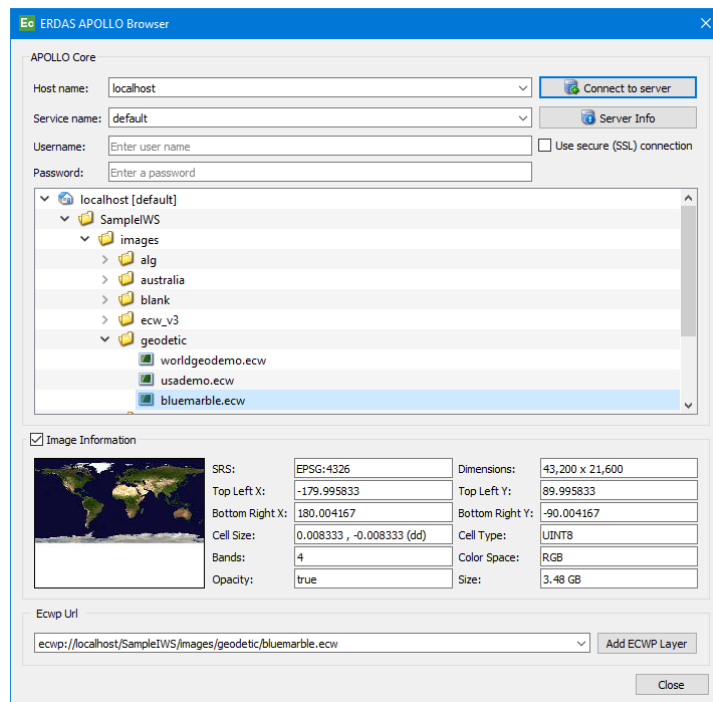 Ec ERDAS APOLLO Browser
APOLLO Core
Host name: localhost Connect to server
Service name: default Server Info
Username: Enter user name Use secure (SSL) connection
Password: Enter a password
localhost [default]
SampleIWS
images
alg
australia
blank
ecw_v3
geodetic
worldgeodemo.ecw
usademo.ecw
bluemarble.ecw
Image Information
SRS: EPSG:4326 Dimensions: 43,200 x 21,600
Top Left X: -179.995833 Top Left Y: 89.995833
Bottom Right X: 180.004167 Bottom Right Y: -90.004167
Cell Size: 0.008333 , -0.008333 (dd) Cell Type: UINT8
Bands: 4 Color Space: RGB
Opacity: true Size: 3.48 GB
Ecwp Url
ecwp://localhost/SampleIWS/images/geodetic/bluemarble.ecw Add ECWP Layer
Close